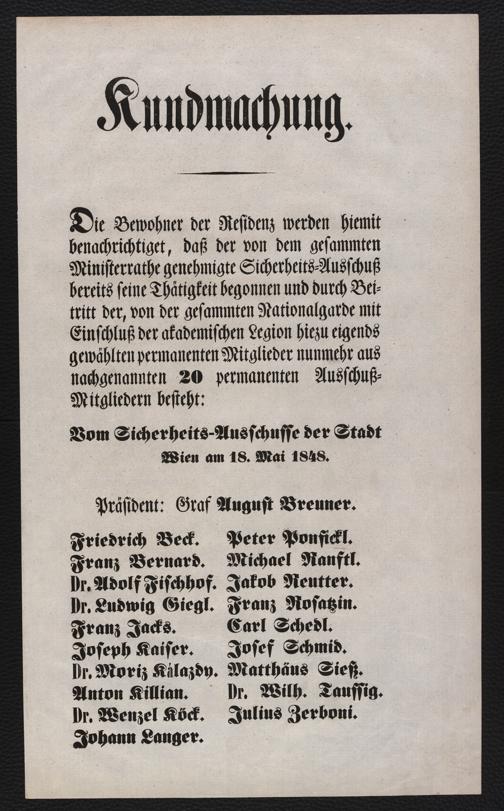 Kundmachung.
Die Bewohner der Residenz werden hiemit
benachrichtiget, daß der von dem gesammten
Ministerrathe genehmigte Sicherheits-Ausschuß
bereits seine Thätigkeit begonnen und durch Bei-
tritt der, von der gesammten Nationalgarde mit
Einschluß der akademischen Legion hiezu eigends
gewählten permanenten Mitglieder nunmehr aus
nachgenannten 20 permanenten Ausschuß-
Mitgliedern besteht:
Vom Sicherheits-Ausschusse der Stadt
Wien am 18. Mai 1848.
Präsident: Graf August Breuner.
Friedrich Beck. Peter Ponfickl.
Franz Bernard. Michael Ranftl.
Dr. Adolf Fischhof. Jakob Reutter.
Dr. Ludwig Giegl. Franz Rosatzin.
Franz Jacks. Carl Schedl.
Joseph Kaiser. Josef Schmid.
Dr. Moriz Kálazdy. Matthäus Sieß.
Anton Killian. Dr. Wilh. Taussig.
Dr. Wenzel Köck. Julius Zerboni.
Johann Langer.